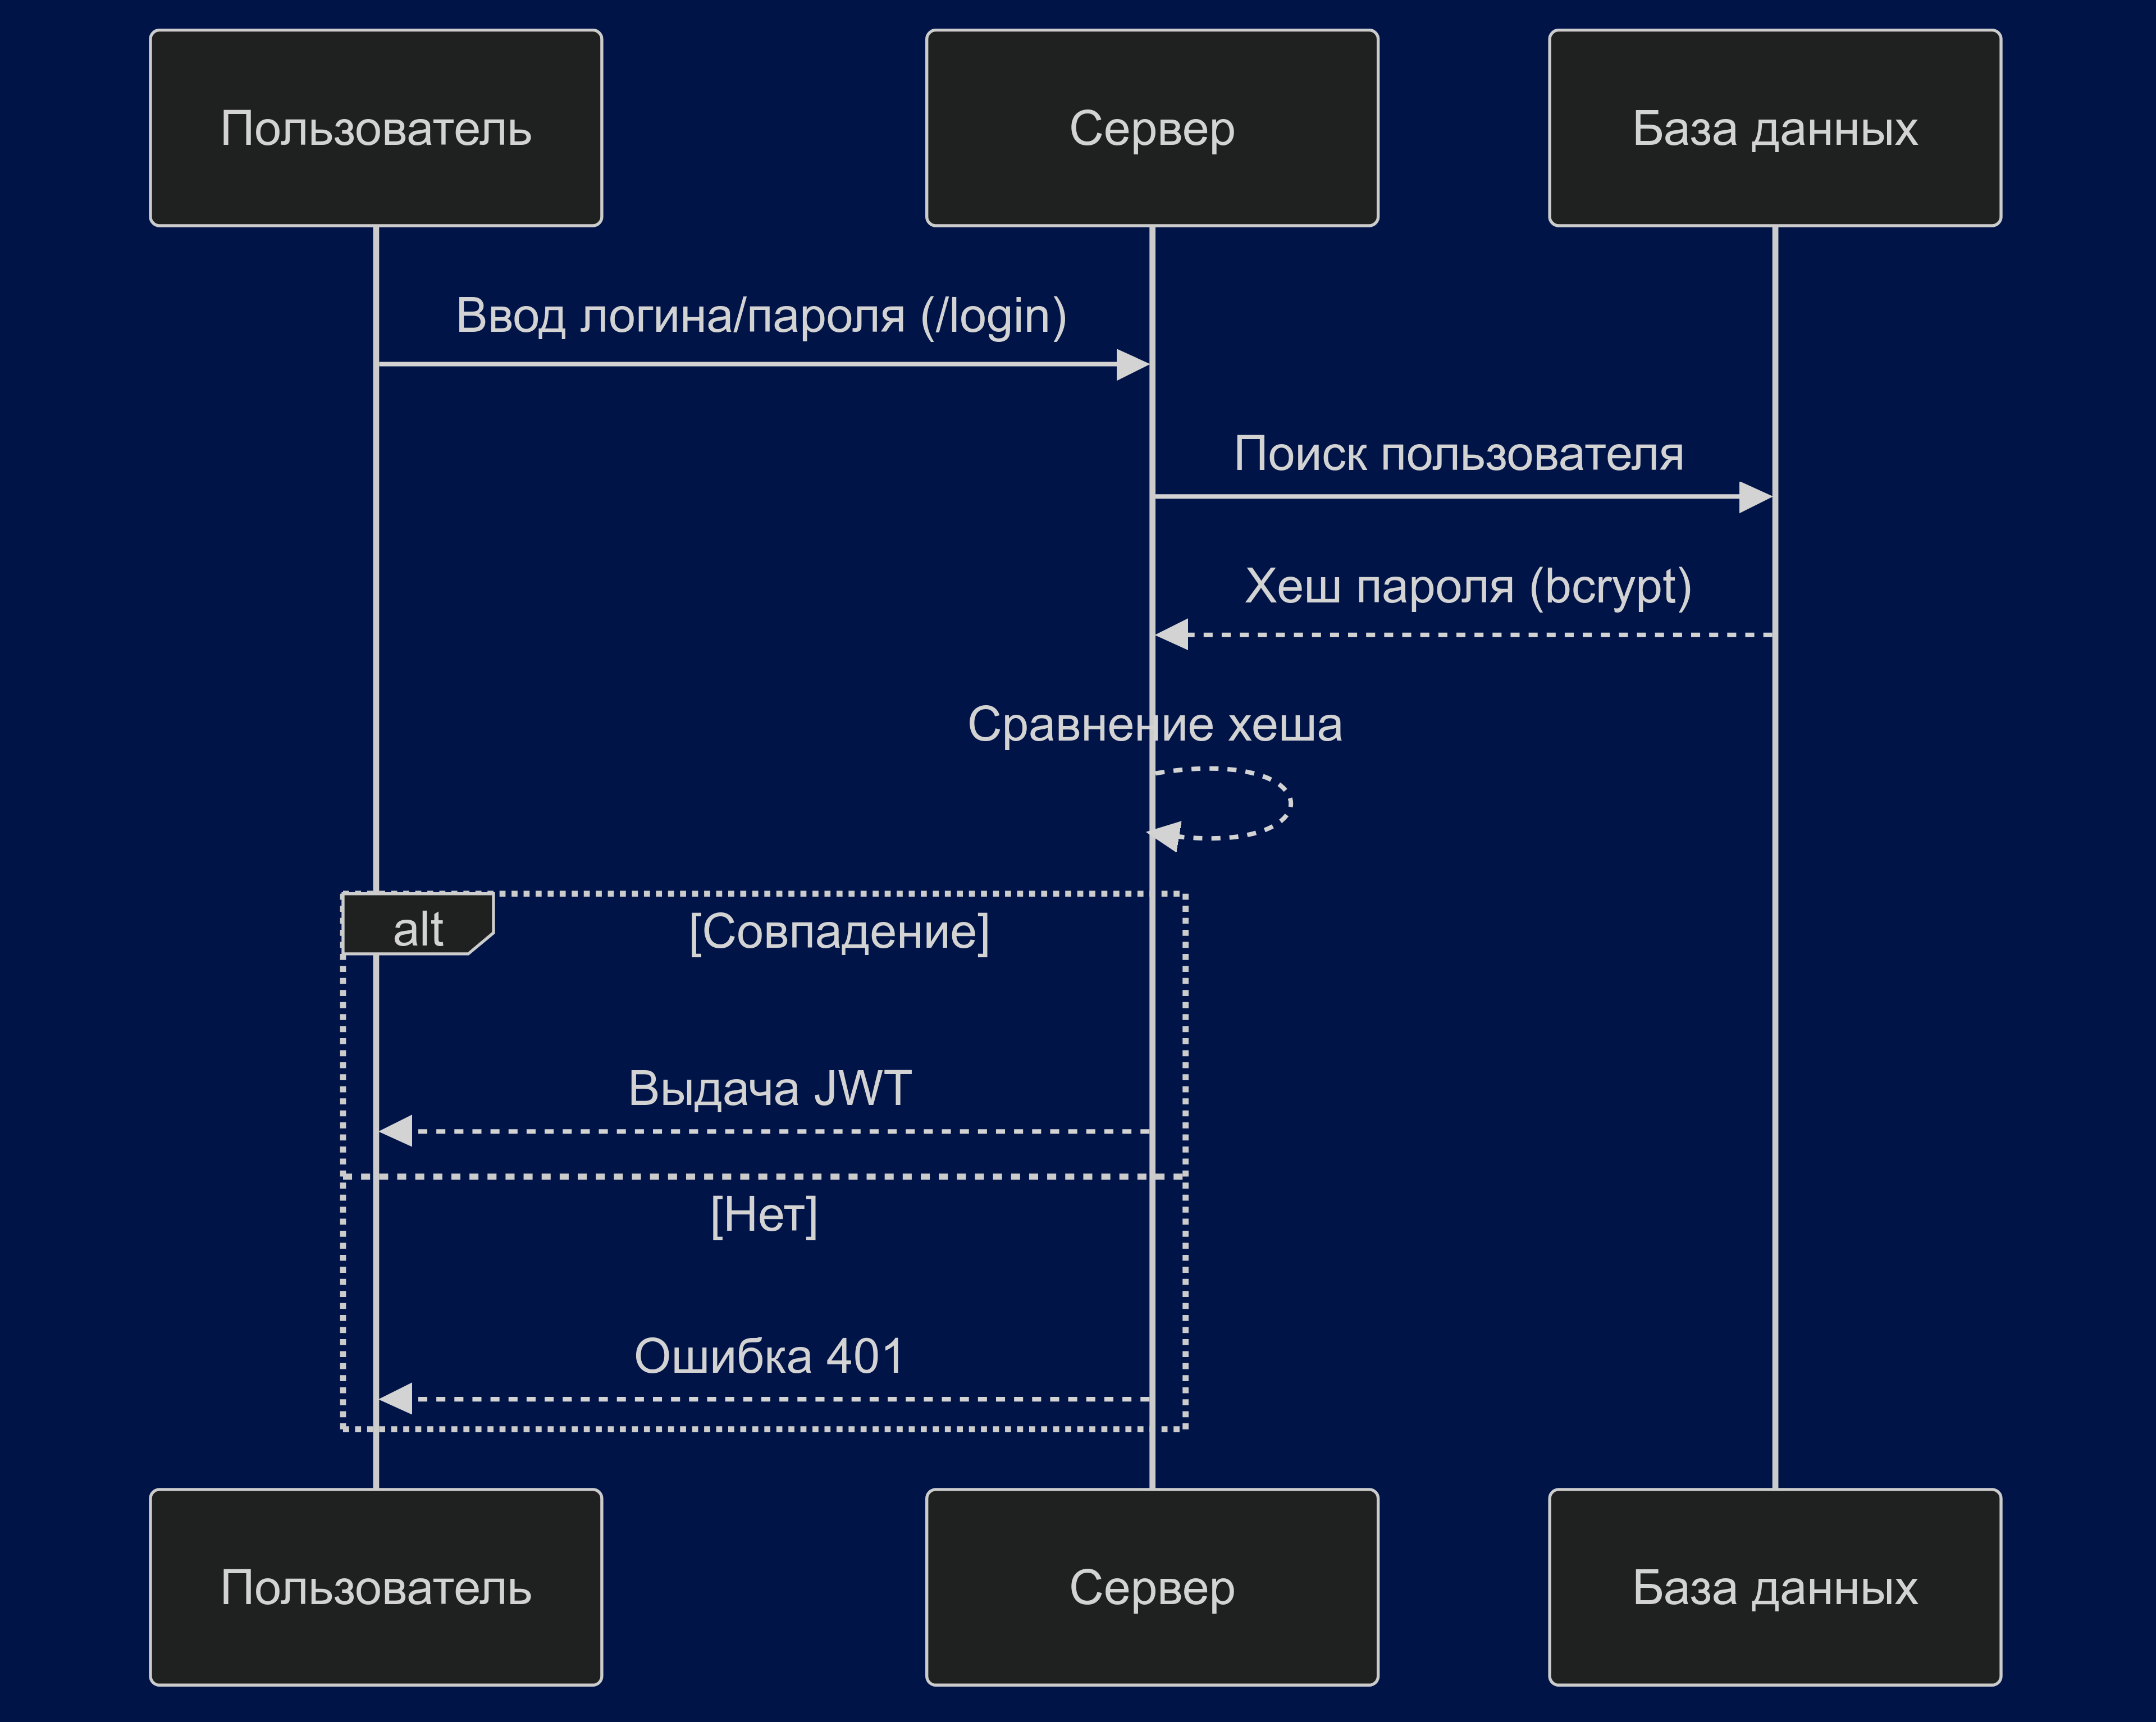 Пользователь
Сервер
База данных
Ввод логина/пароля (/login)
Поиск пользователя
Хеш пароля (bcrypt)
Сравнение хеша
alt
[Совпадение]
Выдача JWT
[Нет]
Ошибка 401
Пользователь
Сервер
База данных